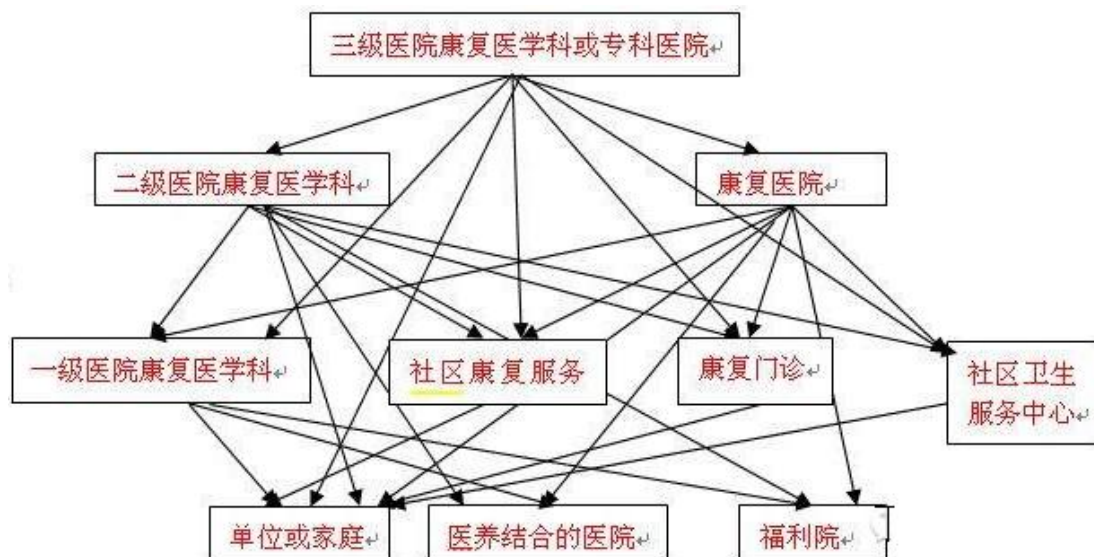 三级医院康复医学科或专科医院
二级医院康复医学科
康复医院
一级医院康复医学科
社区康复服务
康复门诊
社区卫生
服务中心
单位或家庭
医养结合的医院
福利院